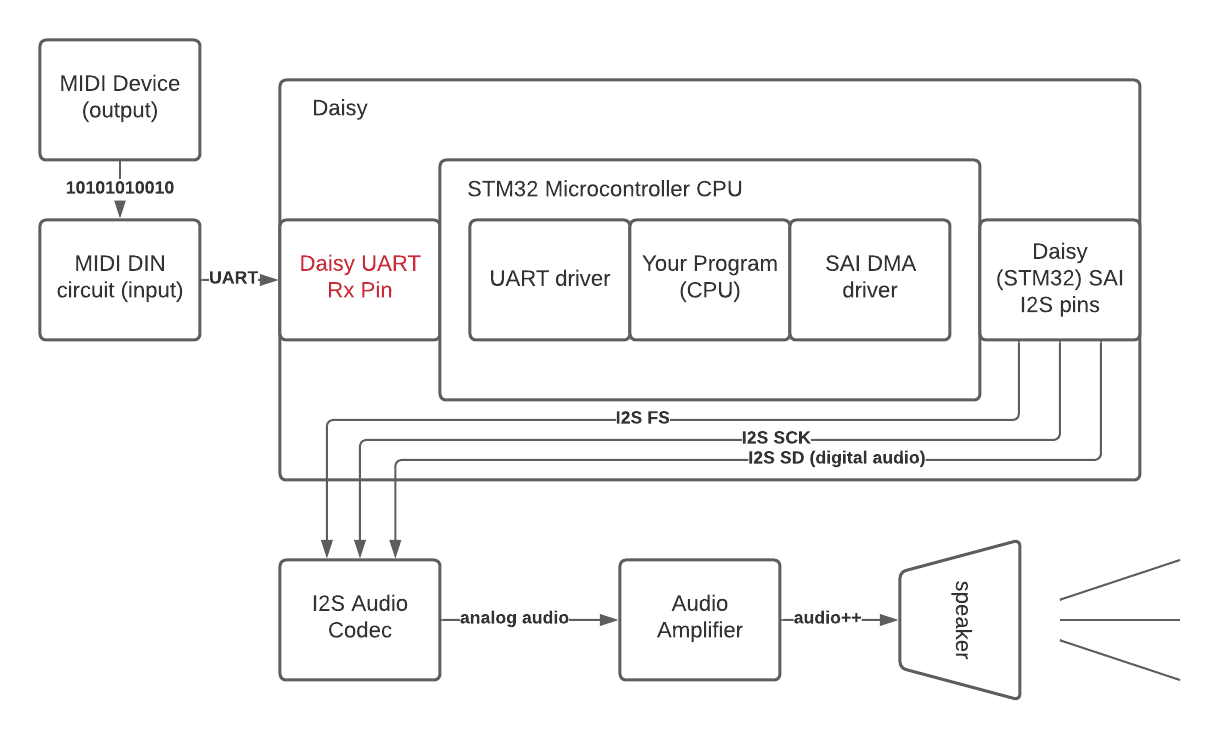 MIDI Device
(output)
10101010010
MIDI DIN
circuit (input)
UART
Daisy
Daisy UART
Rx Pin
STM32 Microcontroller CPU
UART driver
Your Program
(CPU)
SAI DMA
driver
Daisy
(STM32) SAI
I2S pins
I2S FS
I2S SCK
I2S SD (digital audio)
I2S Audio
Codec
analog audio
Audio
Amplifier
audio++
speaker